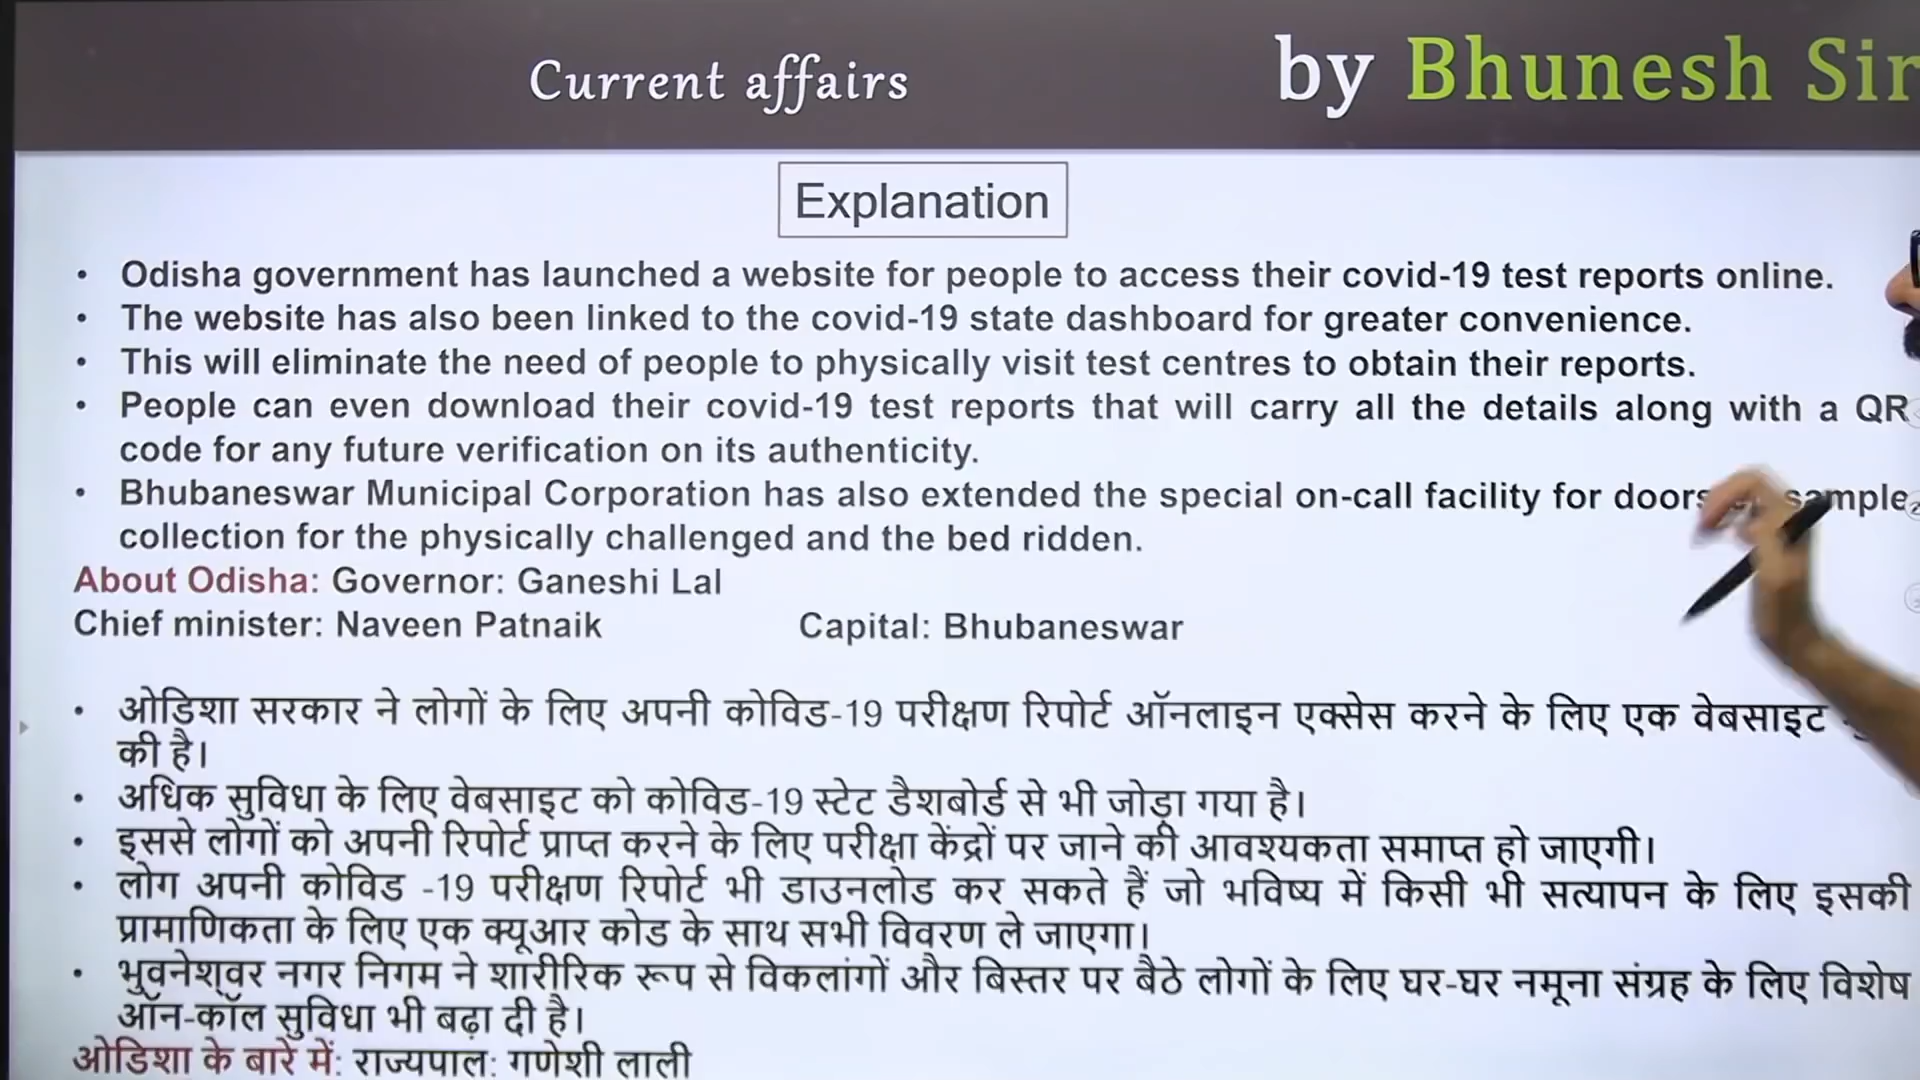 Current affairs
by Bhunesh Sir
Explanation
• Odisha government has launched a website for people to access their covid-19 test reports online.
• The website has also been linked to the covid-19 state dashboard for greater convenience.
• This will eliminate the need of people to physically visit test centres to obtain their reports.
• People can even download their covid-19 test reports that will carry all the details along with a QR
code for any future verification on its authenticity.
• Bhubaneswar Municipal Corporation has also extended the special on-call facility for sample
collection for the physically challenged and the bed ridden.
About Odisha: Governor: Ganeshi Lal
Chief minister: Naveen Patnaik Capital: Bhubaneswar
• ओडिशा सरकार ने लोगों के लिए अपनी कोविड-19 परीक्षण रिपोर्ट ऑनलाइन एक्सेस करने के लिए एक वेबसाइट
की है।
• अधिक सुविधा के लिए वेबसाइट को कोविड-19 स्टेट डैशबोर्ड से भी जोड़ा गया है।
• इससे लोगों को अपनी रिपोर्ट प्राप्त करने के लिए परीक्षा केंद्रों पर जाने की आवश्यकता समाप्त हो जाएगी।
• लोग अपनी कोविड -19 परीक्षण रिपोर्ट भी डाउनलोड कर सकते हैं जो भविष्य में किसी भी सत्यापन के लिए इसकी
प्रामाणिकता के लिए एक क्यूआर कोड के साथ सभी विवरण ले जाएगा।
• भुवनेश्वर नगर निगम ने शारीरिक रूप से विकलांगों और बिस्तर पर बैठे लोगों के लिए घर-घर नमूना संग्रह के लिए विशेष
ऑन-कॉल सुविधा भी बढ़ा दी है।
ओडिशा के बारे में: राज्यपाल: गणेशी लाली